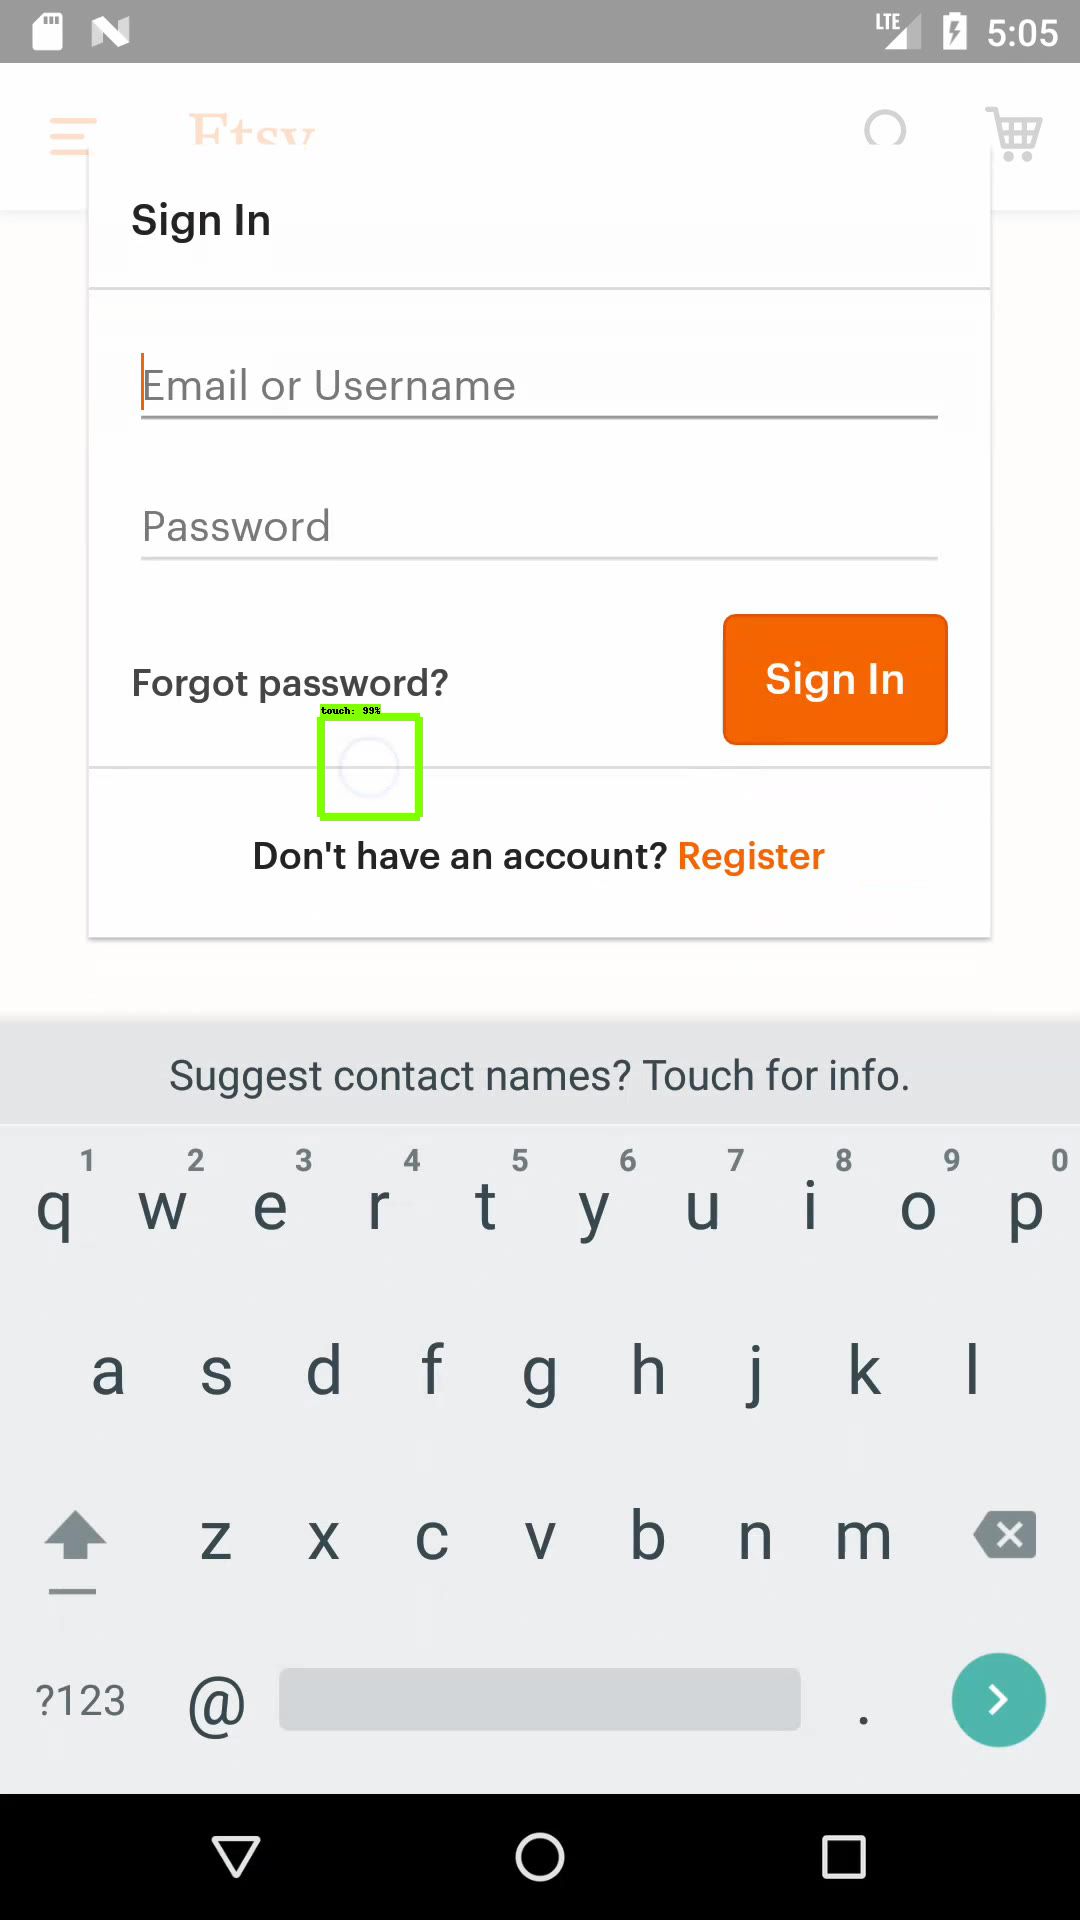 LTE 5:05
Etsy
Sign In
Email or Username
Password
Forgot password?
Sign In
touch: 99%
Don't have an account? Register
Suggest contact names? Touch for info.
1 2 3 4 5 6 7 8 9 0
q w e r t y u i o p
a s d f g h j k l
z x c v b n m
?123 @ .